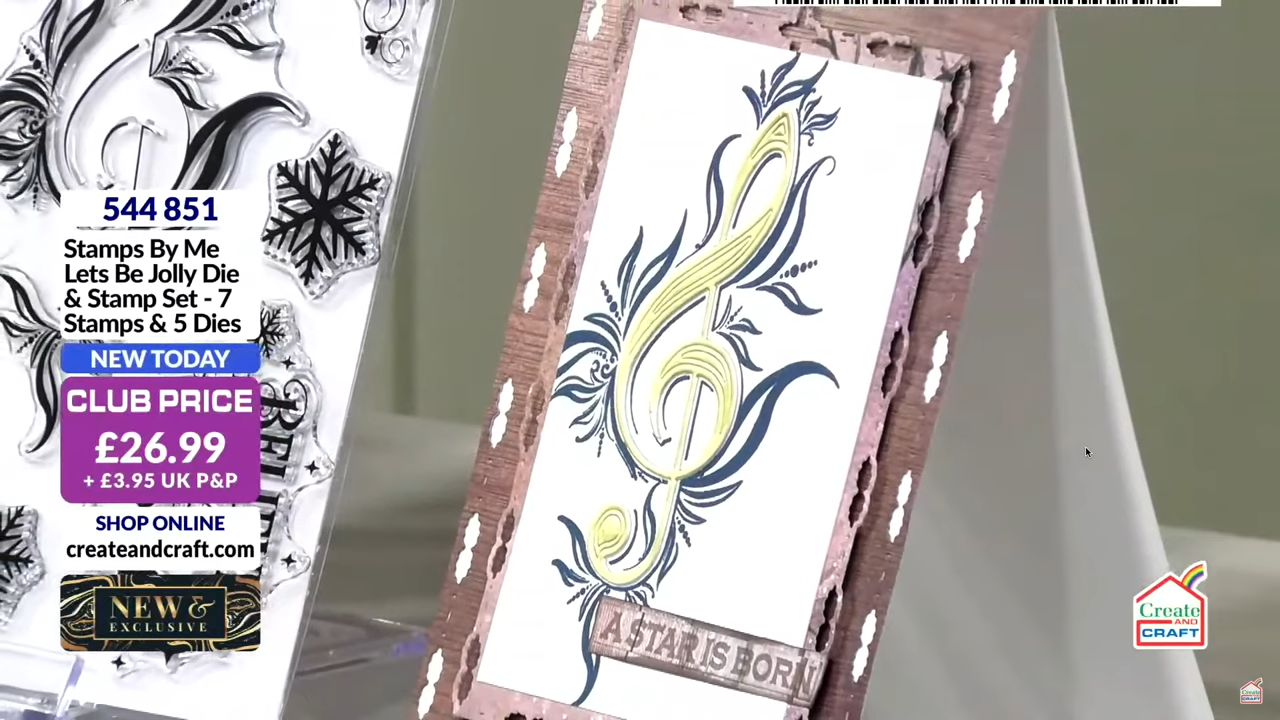 544 851
Stamps By Me
Lets Be Jolly Die
& Stamp Set - 7
Stamps & 5 Dies
NEW TODAY
CLUB PRICE
£26.99
+ £3.95 UK P&P
SHOP ONLINE
createandcraft.com
NEW &
EXCLUSIVE
A STAR IS BORN
Create
AND
CRAFT